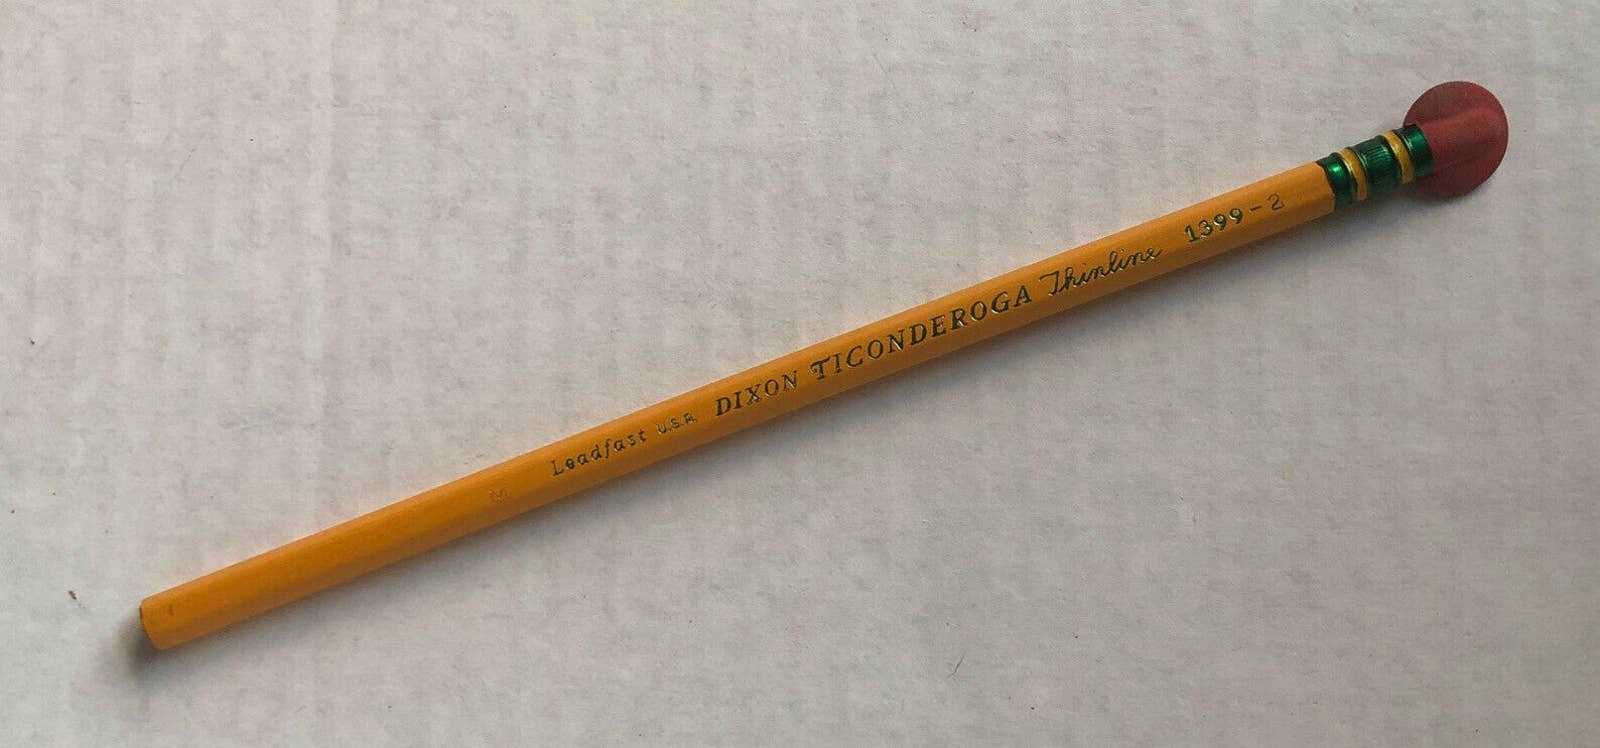 Leadfast U.S.A. DIXON TICONDEROGA Thinline 1399-2